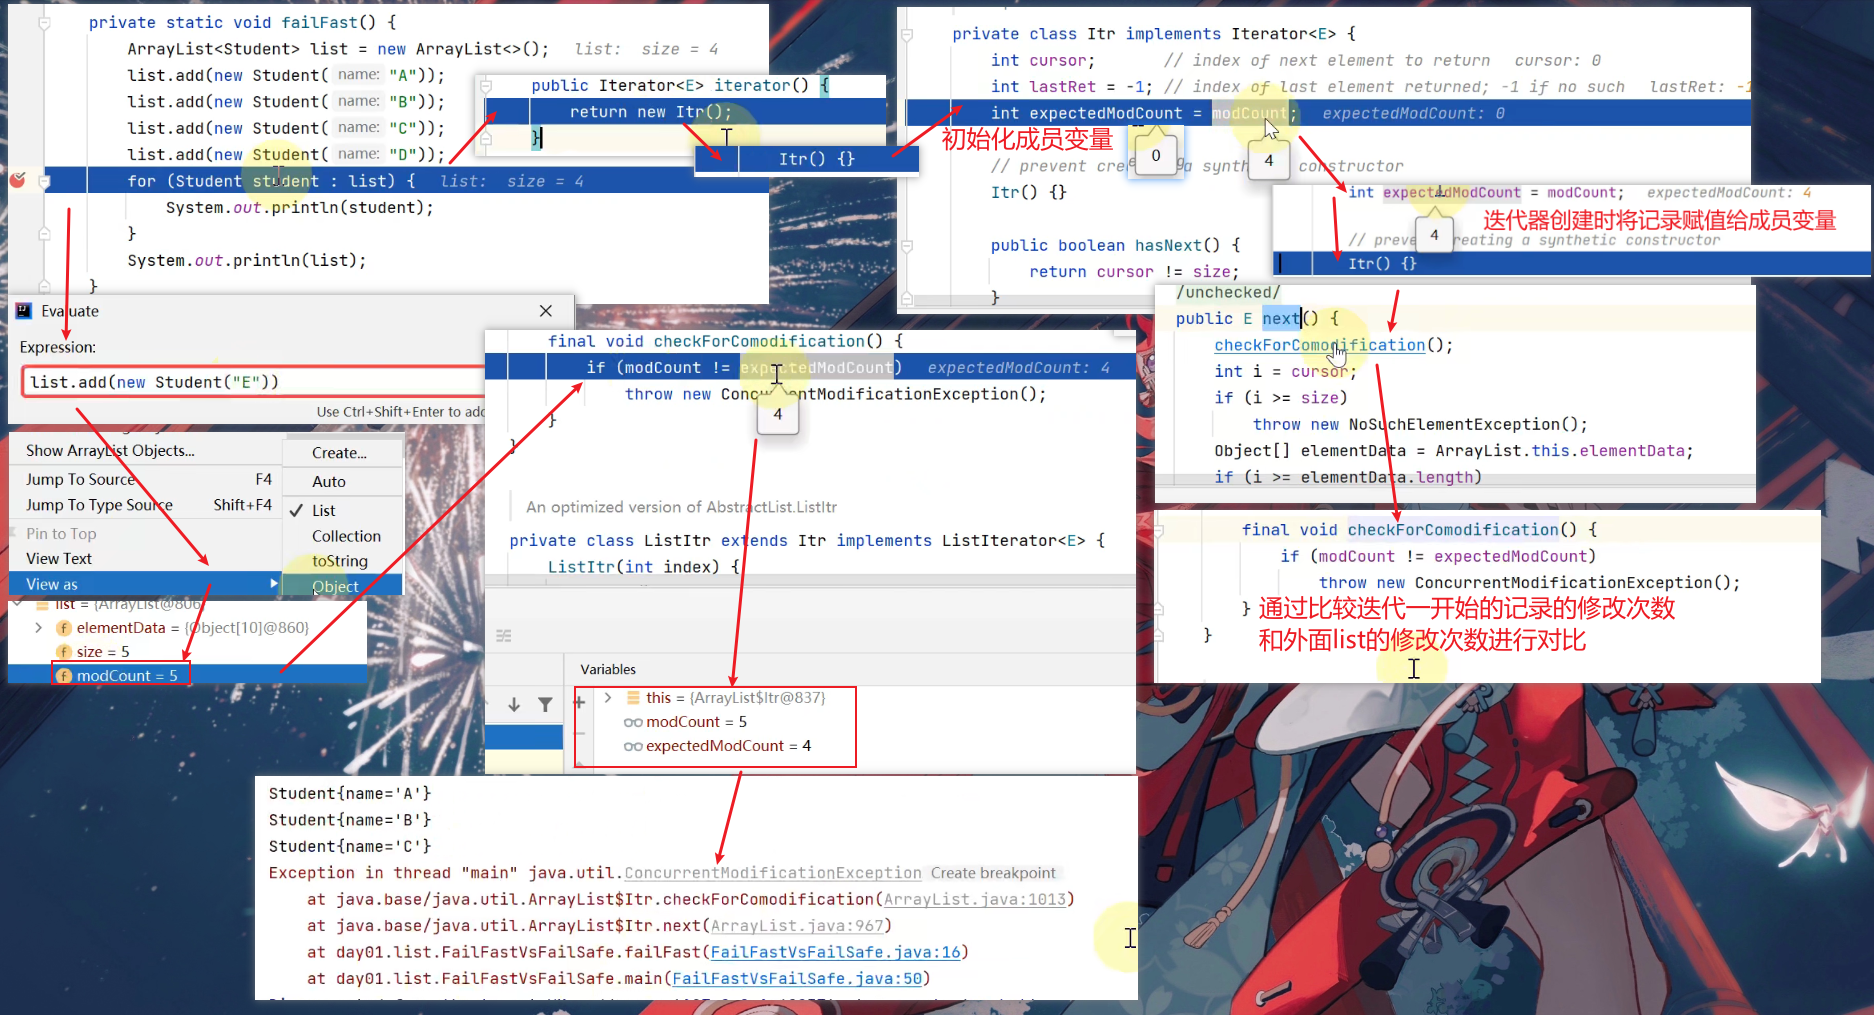 private static void failFast() {
ArrayList<Student> list = new ArrayList<>();   list:  size = 4
list.add(new Student( name: "A"));
list.add(new Student( name: "B"));
list.add(new Student( name: "C"));
list.add(new Student( name: "D"));
for (Student student : list) {   list:  size = 4
System.out.println(student);
}
System.out.println(list);
}
public Iterator<E> iterator() {
return new Itr();
}
Itr() {}
private class Itr implements Iterator<E> {
int cursor;       // index of next element to return   cursor: 0
int lastRet = -1; // index of last element returned; -1 if no such   lastRet: -1
int expectedModCount = modCount;   expectedModCount: 0
初始化成员变量
0
4
// prevent creating a synthetic constructor
Itr() {}
public boolean hasNext() {
return cursor != size;
}
int expectedModCount = modCount;   expectedModCount: 4
4
迭代器创建时将记录赋值给成员变量
// preve creating a synthetic constructor
Itr() {}
/unchecked/
public E next() {
checkForComodification();
int i = cursor;
if (i >= size)
throw new NoSuchElementException();
Object[] elementData = ArrayList.this.elementData;
if (i >= elementData.length)
final void checkForComodification() {
if (modCount != expectedModCount)
throw new ConcurrentModificationException();
}
通过比较迭代一开始的记录的修改次数
和外面list的修改次数进行对比
}
Evaluate
Expression:
list.add(new Student("E"))
Use Ctrl+Shift+Enter to add
Show ArrayList Objects...
Jump To Source F4
Jump To Type Source Shift+F4
Pin to Top
View Text
View as
Create...
Auto
List
Collection
toString
Object
list = {ArrayList@806}
elementData = {Object[10]@860}
size = 5
modCount = 5
final void checkForComodification() {
if (modCount != expectedModCount)   expectedModCount: 4
throw new ConcurrentModificationException();
4
}
}
An optimized version of AbstractList.ListItr
private class ListItr extends Itr implements ListIterator<E> {
ListItr(int index) {
Variables
this = {ArrayList$Itr@837}
modCount = 5
expectedModCount = 4
Student{name='A'}
Student{name='B'}
Student{name='C'}
Exception in thread "main" java.util.ConcurrentModificationException Create breakpoint
at java.base/java.util.ArrayList$Itr.checkForComodification(ArrayList.java:1013)
at java.base/java.util.ArrayList$Itr.next(ArrayList.java:967)
at day01.list.FailFastVsFailSafe.failFast(FailFastVsFailSafe.java:16)
at day01.list.FailFastVsFailSafe.main(FailFastVsFailSafe.java:50)